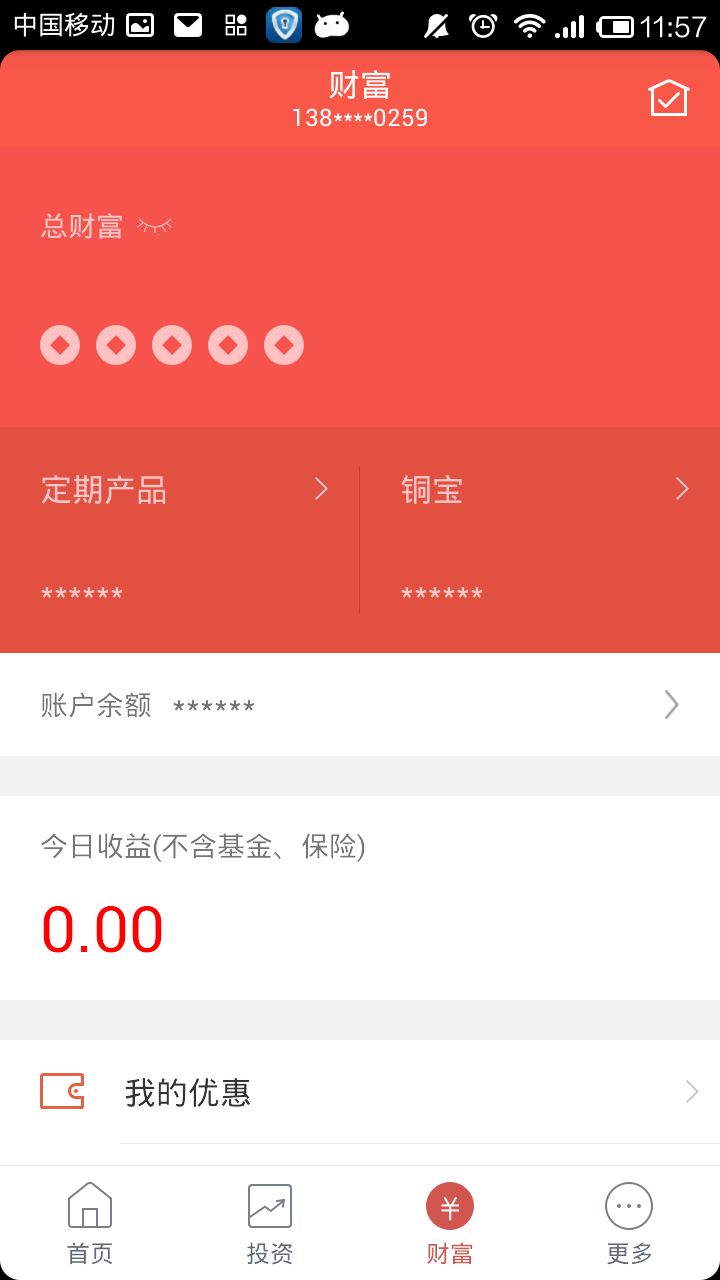 中国移动 11:57
财富
138****0259
总财富
定期产品 铜宝
****** ******
账户余额 ******
今日收益(不含基金、保险)
0.00
我的优惠
¥
首页 投资 财富 更多